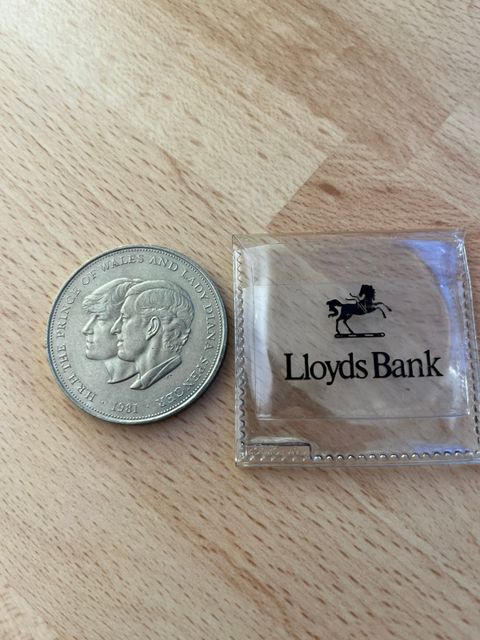 H.R.H THE PRINCE OF WALES AND LADY DIANA SPENCER
· 1981 ·
Lloyds Bank